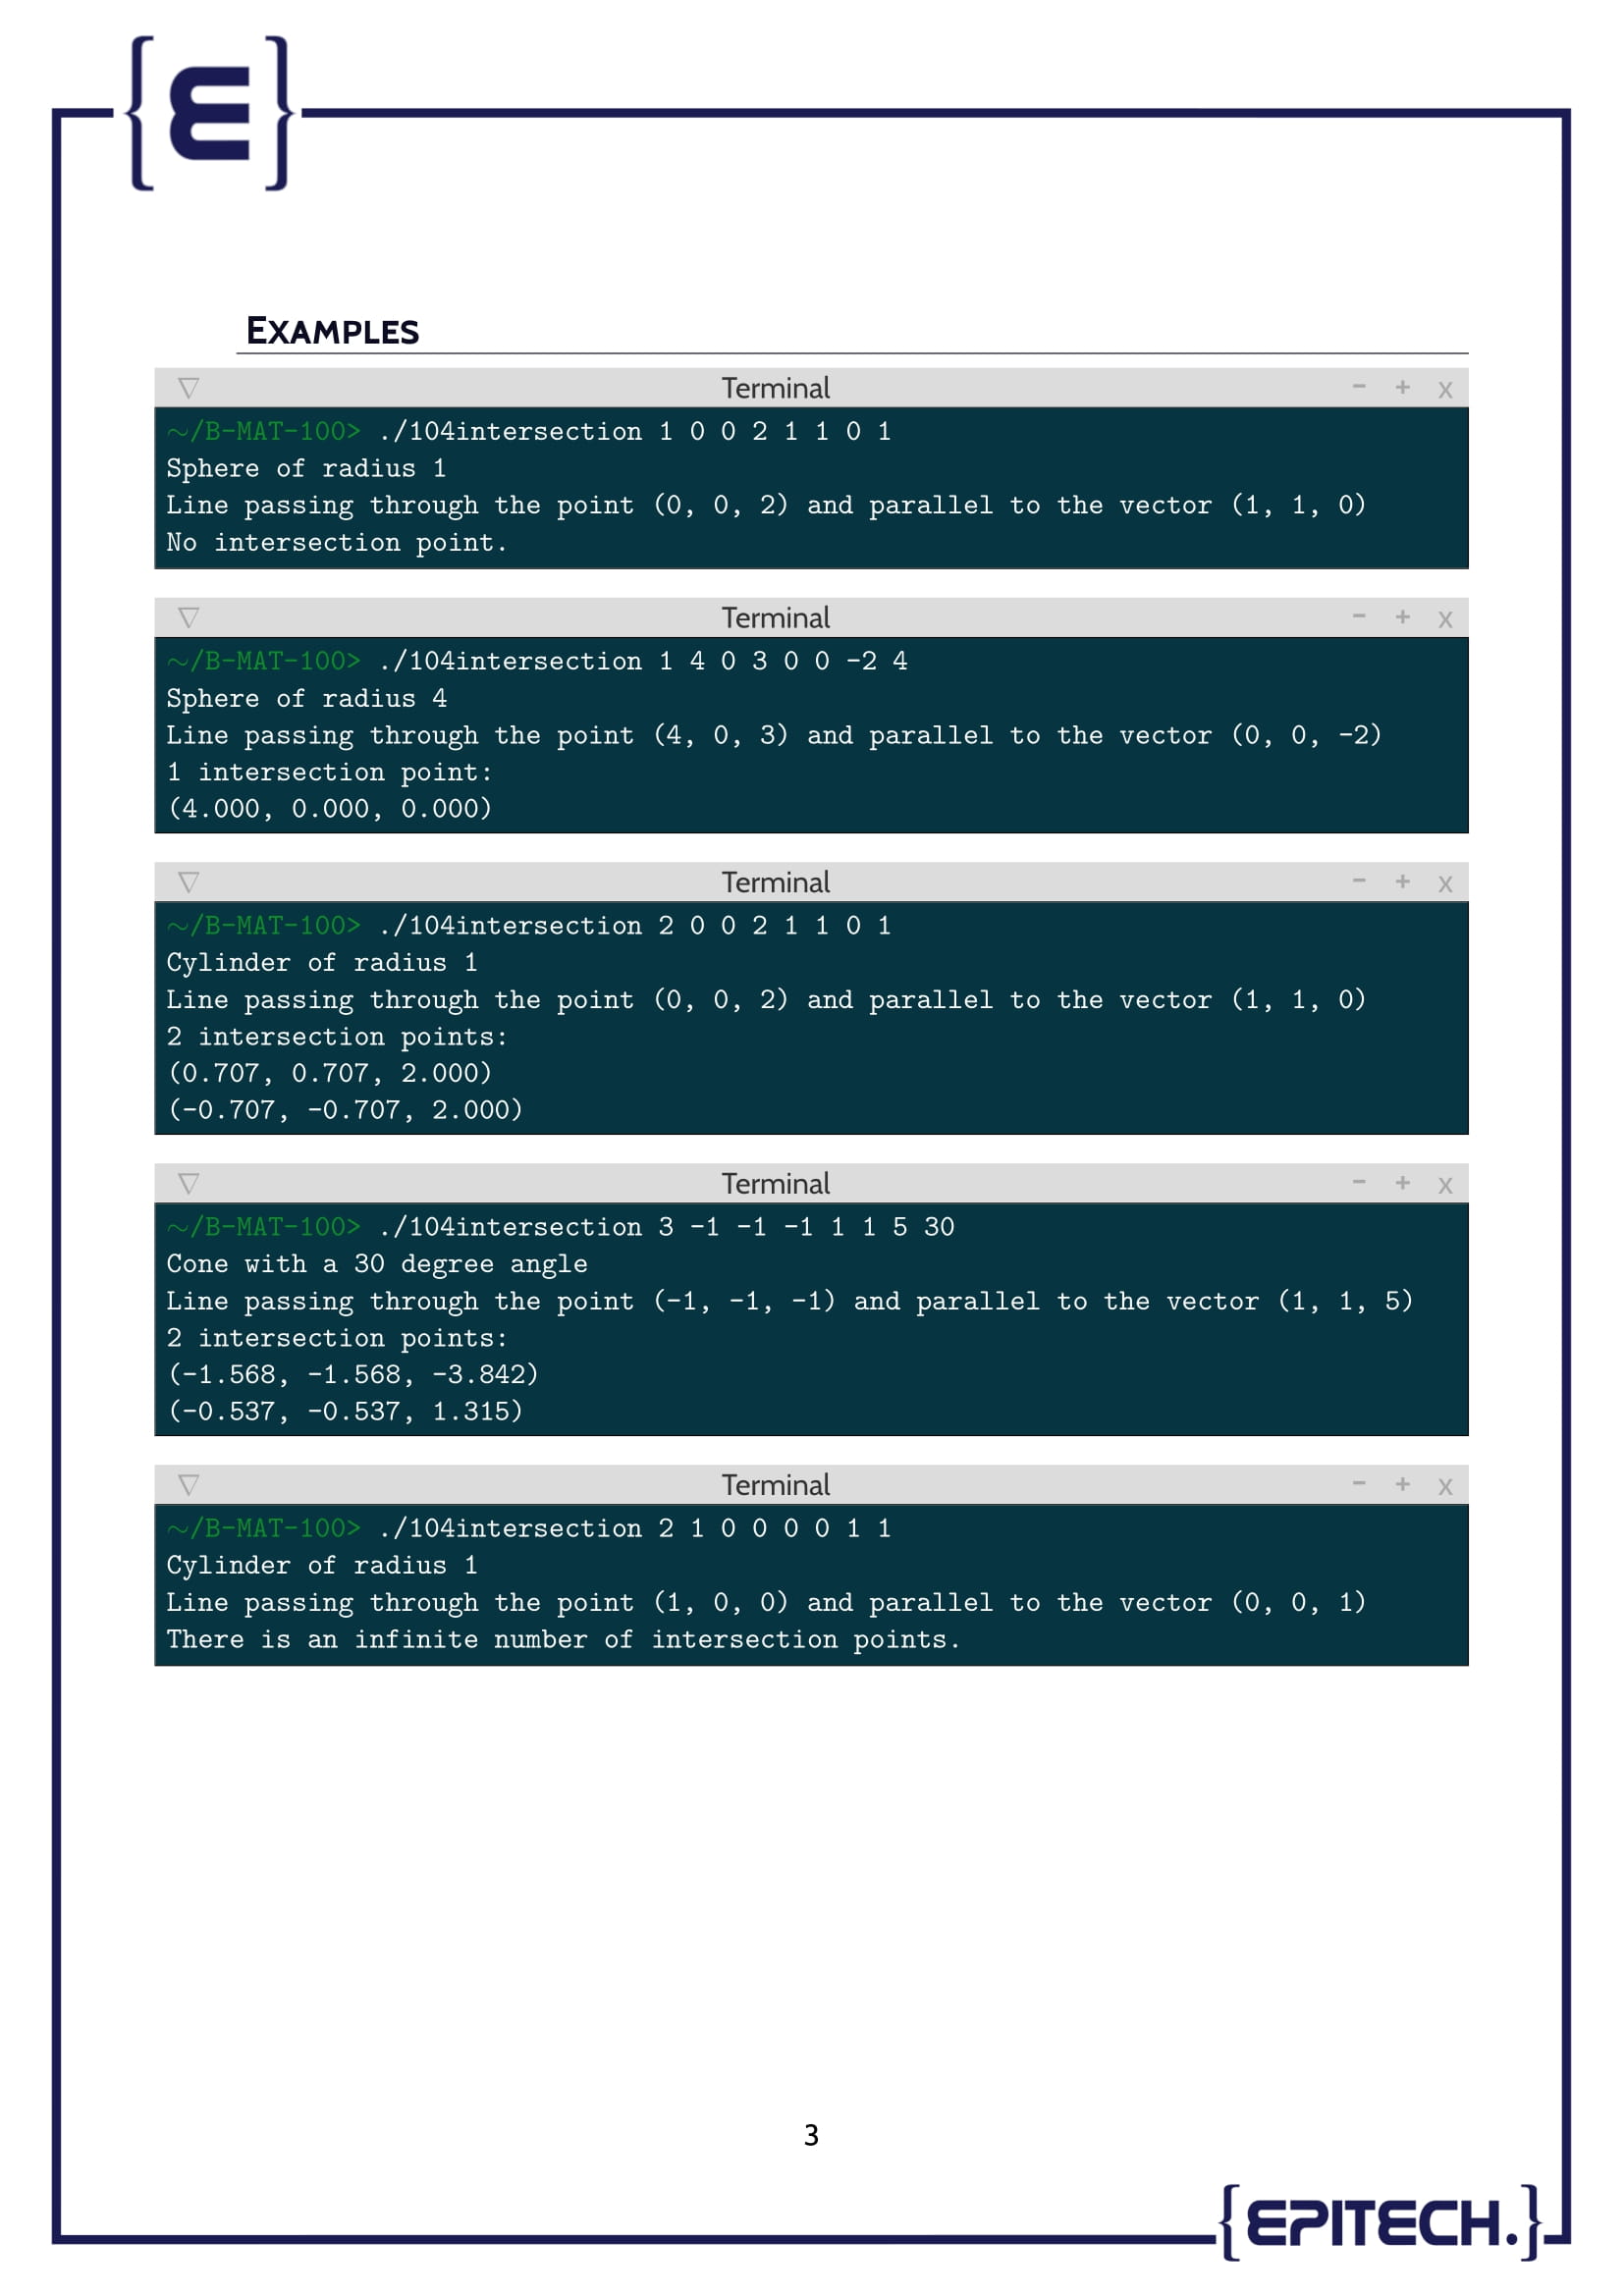 {E}
EXAMPLES
▽ Terminal - + x
~/B-MAT-100> ./104intersection 1 0 0 2 1 1 0 1
Sphere of radius 1
Line passing through the point (0, 0, 2) and parallel to the vector (1, 1, 0)
No intersection point.
▽ Terminal - + x
~/B-MAT-100> ./104intersection 1 4 0 3 0 0 -2 4
Sphere of radius 4
Line passing through the point (4, 0, 3) and parallel to the vector (0, 0, -2)
1 intersection point:
(4.000, 0.000, 0.000)
▽ Terminal - + x
~/B-MAT-100> ./104intersection 2 0 0 2 1 1 0 1
Cylinder of radius 1
Line passing through the point (0, 0, 2) and parallel to the vector (1, 1, 0)
2 intersection points:
(0.707, 0.707, 2.000)
(-0.707, -0.707, 2.000)
▽ Terminal - + x
~/B-MAT-100> ./104intersection 3 -1 -1 -1 1 1 5 30
Cone with a 30 degree angle
Line passing through the point (-1, -1, -1) and parallel to the vector (1, 1, 5)
2 intersection points:
(-1.568, -1.568, -3.842)
(-0.537, -0.537, 1.315)
▽ Terminal - + x
~/B-MAT-100> ./104intersection 2 1 0 0 0 0 1 1
Cylinder of radius 1
Line passing through the point (1, 0, 0) and parallel to the vector (0, 0, 1)
There is an infinite number of intersection points.
3
{EPITECH.}